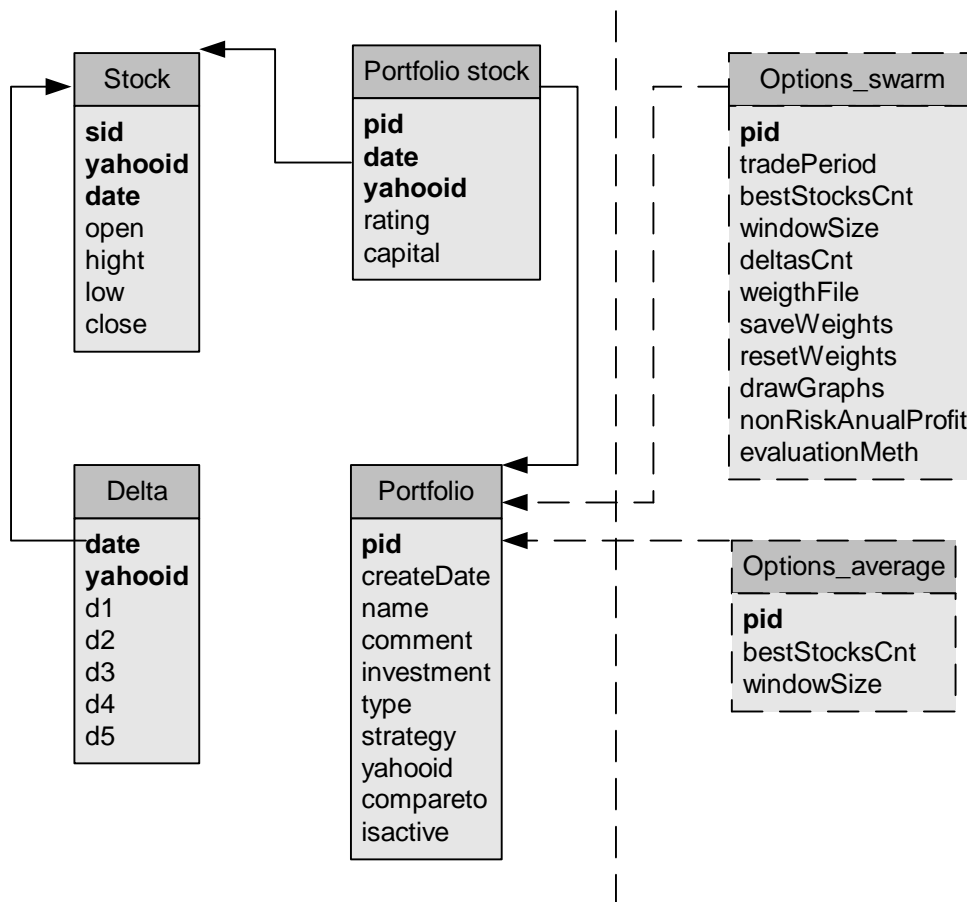 Stock
sid
yahooid
date
open
hight
low
close
Portfolio stock
pid
date
yahooid
rating
capital
Options_swarm
pid
tradePeriod
bestStocksCnt
windowSize
deltasCnt
weigthFile
saveWeights
resetWeights
drawGraphs
nonRiskAnualProfit
evaluationMeth
Delta
date
yahooid
d1
d2
d3
d4
d5
Portfolio
pid
createDate
name
comment
investment
type
strategy
yahooid
compareto
isactive
Options_average
pid
bestStocksCnt
windowSize